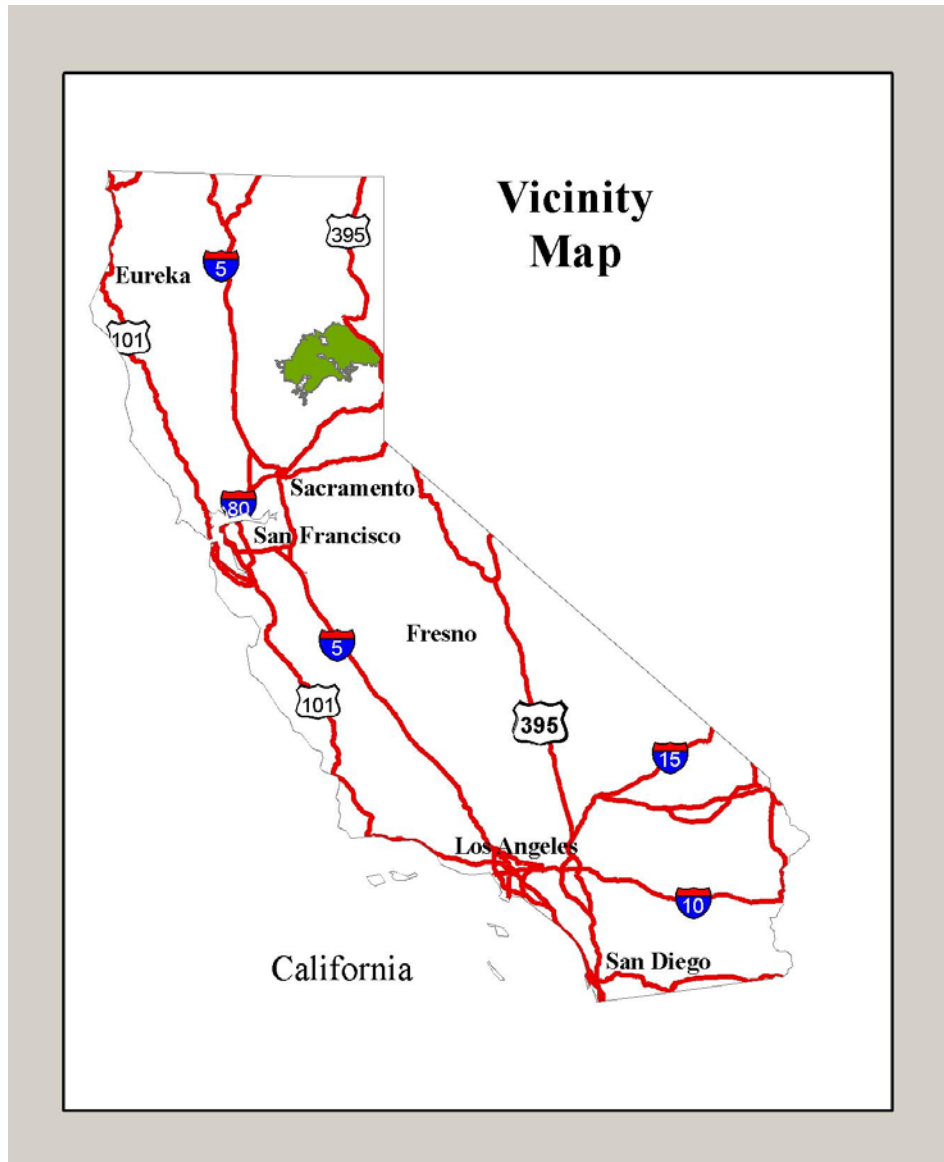 Vicinity
Map
395
5
Eureka
101
Sacramento
80
San Francisco
Fresno
5
101
395
15
Los Angeles
10
San Diego
California